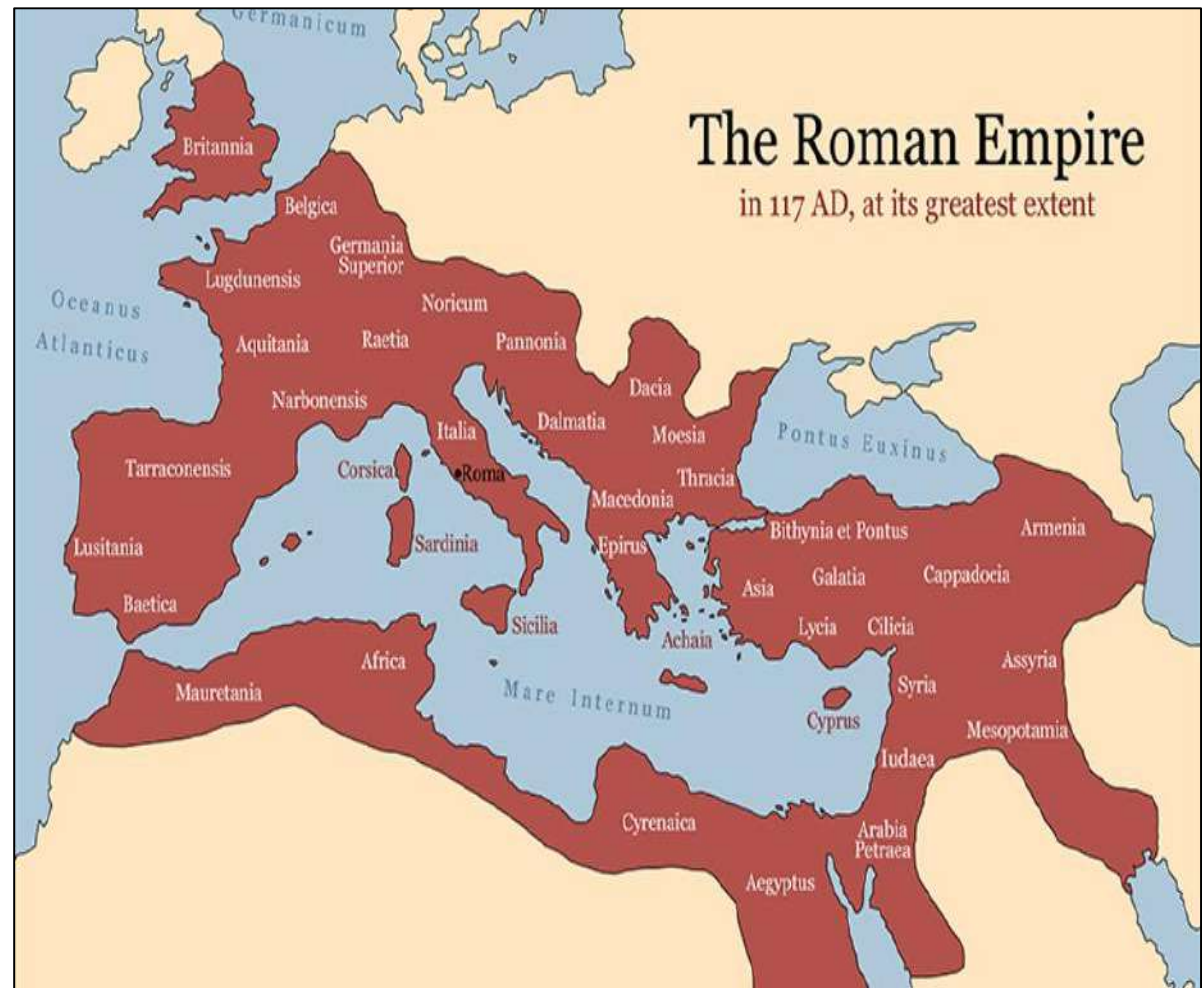 Germanicum
The Roman Empire
in 117 AD, at its greatest extent
Britannia
Belgica
Germania
Superior
Lugdunensis
Noricum
Oceanus
Atlanticus
Aquitania
Raetia
Pannonia
Dacia
Narbonensis
Italia
Dalmatia
Moesia
Pontus Euxinus
Tarraconensis
Corsica
Roma
Thracia
Macedonia
Bithynia et Pontus
Armenia
Lusitania
Sardinia
Epirus
Asia
Galatia
Cappadocia
Baetica
Sicilia
Achaia
Lycia
Cilicia
Africa
Assyria
Mauretania
Mare Internum
Syria
Cyprus
Mesopotamia
Iudaea
Cyrenaica
Arabia
Petraea
Aegyptus